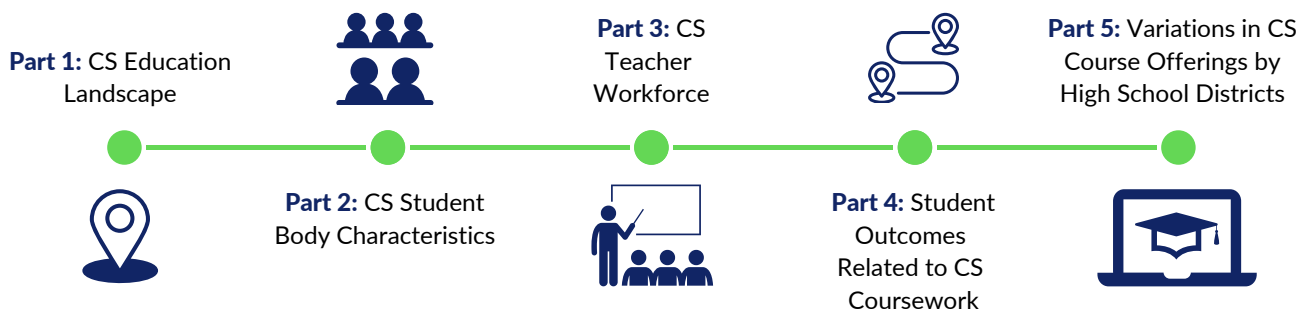 Part 1: CS Education
Landscape
Part 2: CS Student
Body Characteristics
Part 3: CS
Teacher
Workforce
Part 4: Student
Outcomes
Related to CS
Coursework
Part 5: Variations in CS
Course Offerings by
High School Districts